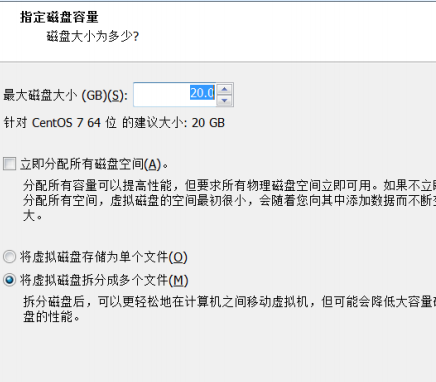 指定磁盘容量
磁盘大小为多少?
最大磁盘大小 (GB)(S): 20.0
针对 CentOS 7 64 位 的建议大小: 20 GB
立即分配所有磁盘空间(A)。
分配所有容量可以提高性能，但要求所有物理磁盘空间立即可用。如果不立
分配所有空间，虚拟磁盘的空间最初很小，会随着您向其中添加数据而不断
大。
将虚拟磁盘存储为单个文件(O)
将虚拟磁盘拆分成多个文件(M)
拆分磁盘后，可以更轻松地在计算机之间移动虚拟机，但可能会降低大容量
盘的性能。